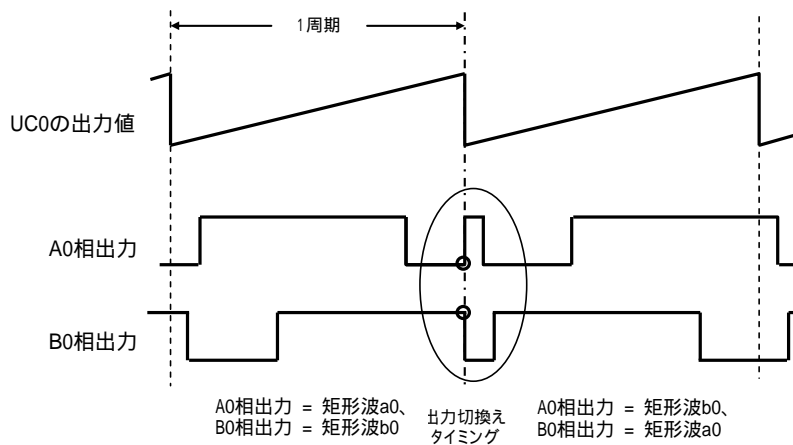 1周期
UC0の出力値
A0相出力
B0相出力
A0相出力 = 矩形波a0、
B0相出力 = 矩形波b0
出力切換え
タイミング
A0相出力 = 矩形波b0、
B0相出力 = 矩形波a0